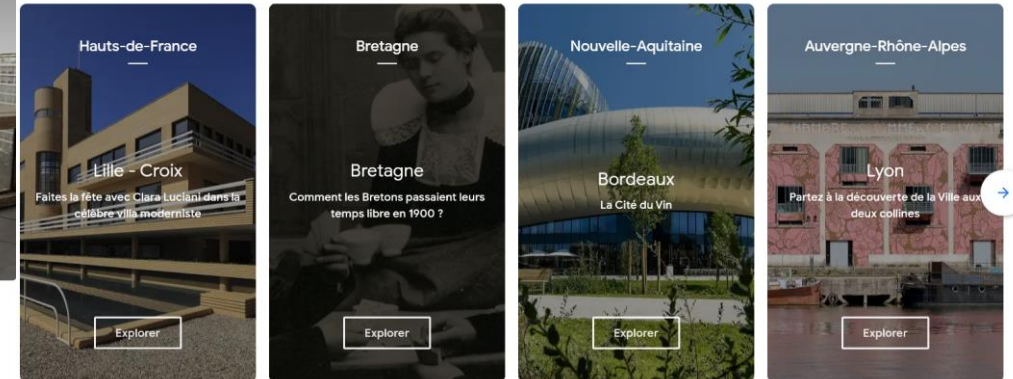 Hauts-de-France
Lille - Croix
Faites la fête avec Clara Luciani dans la
célèbre villa moderniste
Explorer
Bretagne
Bretagne
Comment les Bretons passaient leurs
temps libre en 1900 ?
Explorer
Nouvelle-Aquitaine
Bordeaux
La Cité du Vin
Explorer
Auvergne-Rhône-Alpes
Lyon
Partez à la découverte de la Ville aux
deux collines
Explorer